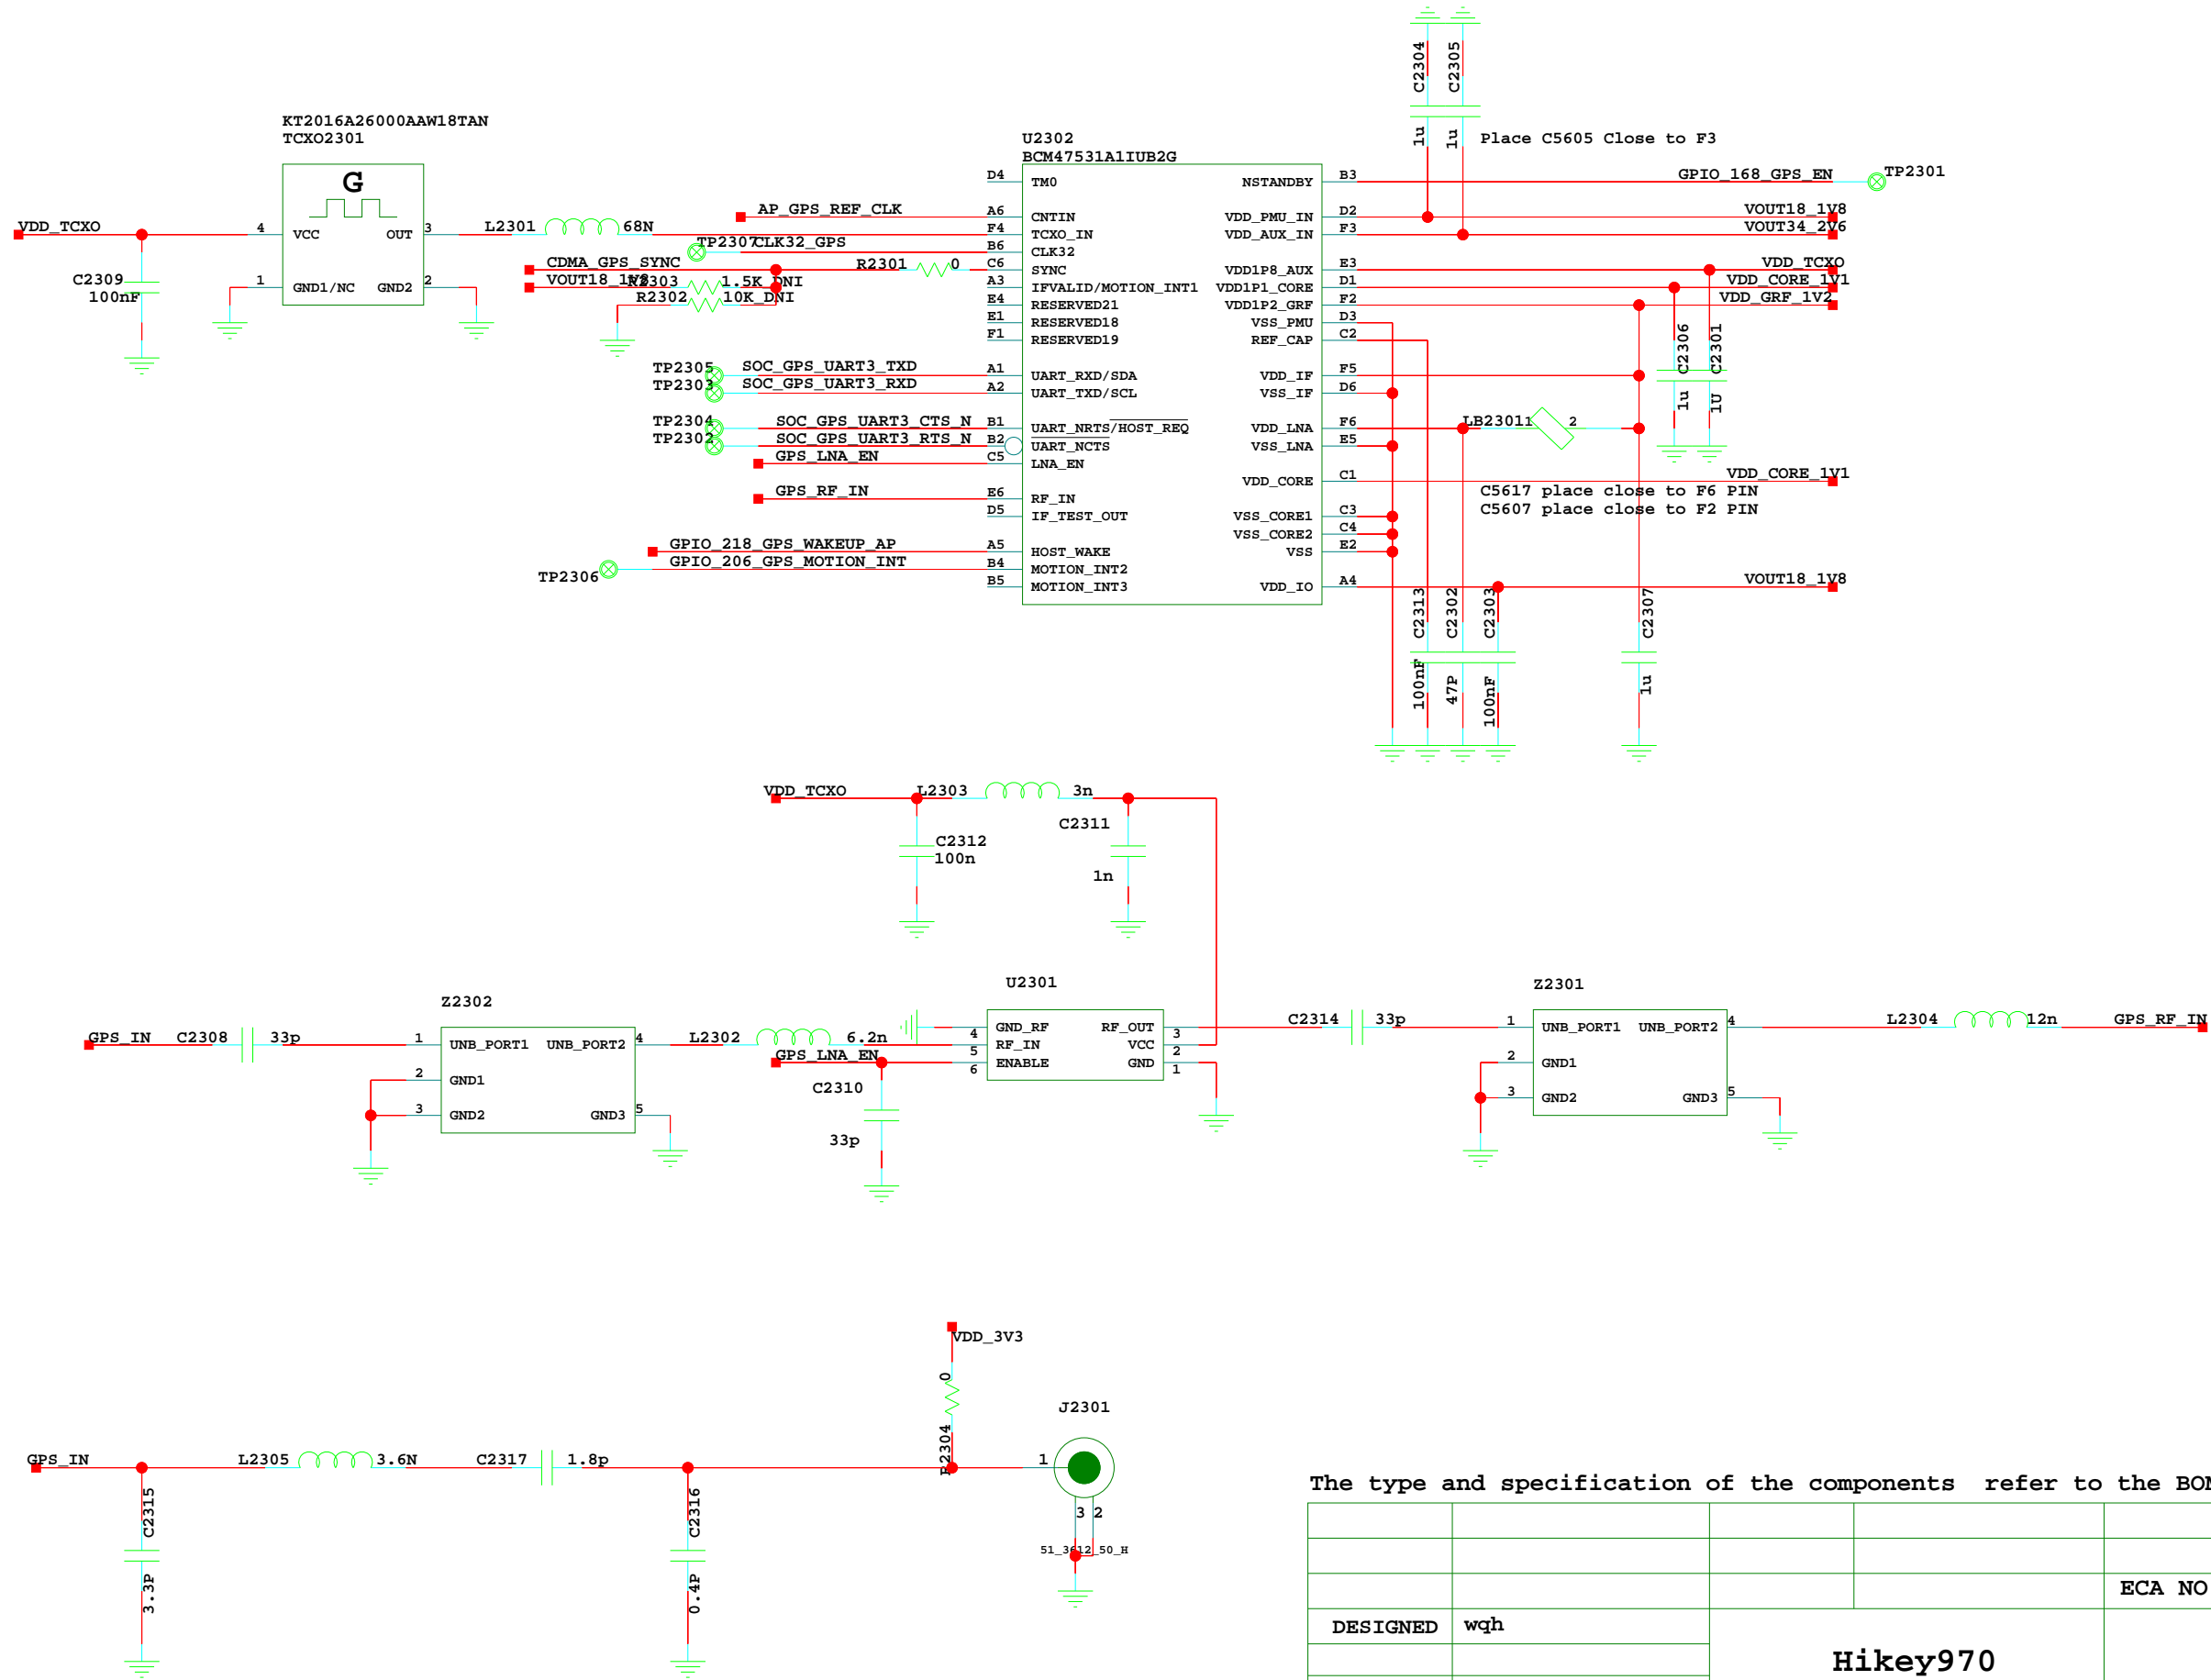 C2304
C2305
1u
1u
Place C5605 Close to F3
KT2016A26000AAW18TAN
TCXO2301
G
VDD_TCXO
4
VCC
OUT
3
1
GND1/NC
GND2
2
C2309
100nF
L2301
68N
U2302
BCM47531A1IUB2G
AP_GPS_REF_CLK
TP2307
CLK32_GPS
CDMA_GPS_SYNC
R2301
0
VOUT18_1V8
R2303
1.5K_DNI
R2302
10K_DNI
TP2305
SOC_GPS_UART3_TXD
TP2303
SOC_GPS_UART3_RXD
TP2304
SOC_GPS_UART3_CTS_N
TP2302
SOC_GPS_UART3_RTS_N
GPS_LNA_EN
GPS_RF_IN
GPIO_218_GPS_WAKEUP_AP
GPIO_206_GPS_MOTION_INT
TP2306
D4 TM0
A6 CNTIN
F4 TCXO_IN
B6 CLK32
C6 SYNC
A3 IFVALID/MOTION_INT1
E4 RESERVED21
E1 RESERVED18
F1 RESERVED19
A1 UART_RXD/SDA
A2 UART_TXD/SCL
B1 UART_NRTS/HOST_REQ
B2 UART_NCTS
C5 LNA_EN
E6 RF_IN
D5 IF_TEST_OUT
A5 HOST_WAKE
B4 MOTION_INT2
B5 MOTION_INT3
NSTANDBY B3
VDD_PMU_IN D2
VDD_AUX_IN F3
VDD1P8_AUX E3
VDD1P1_CORE D1
VDD1P2_GRF F2
VSS_PMU D3
REF_CAP C2
VDD_IF F5
VSS_IF D6
VDD_LNA F6
VSS_LNA E5
VDD_CORE C1
VSS_CORE1 C3
VSS_CORE2 C4
VSS E2
VDD_IO A4
GPIO_168_GPS_EN
TP2301
VOUT18_1V8
VOUT34_2V6
VDD_TCXO
VDD_CORE_1V1
VDD_GRF_1V2
C2306
C2301
1u
1U
LB2301
1
2
VDD_CORE_1V1
C5617 place close to F6 PIN
C5607 place close to F2 PIN
VOUT18_1V8
C2313
C2302
C2303
C2307
100nF
47P
100nF
1u
VDD_TCXO
L2303
3n
C2312
100n
C2311
1n
GPS_IN
C2308
33p
Z2302
1 UNB_PORT1
UNB_PORT2 4
2 GND1
3 GND2
GND3 5
L2302
6.2n
GPS_LNA_EN
C2310
33p
U2301
GND_RF
4
RF_IN
5
ENABLE
6
RF_OUT
3
VCC
2
GND
1
C2314
33p
Z2301
1 UNB_PORT1
UNB_PORT2 4
2 GND1
3 GND2
GND3 5
L2304
12n
GPS_RF_IN
VDD_3V3
0
R2304
J2301
1
3
2
51_3612_50_H
GPS_IN
L2305
3.6N
C2317
1.8p
C2315
3.3P
C2316
0.4P
The type and specification of the components refer to the BOM
ECA NO
DESIGNED
wqh
Hikey970